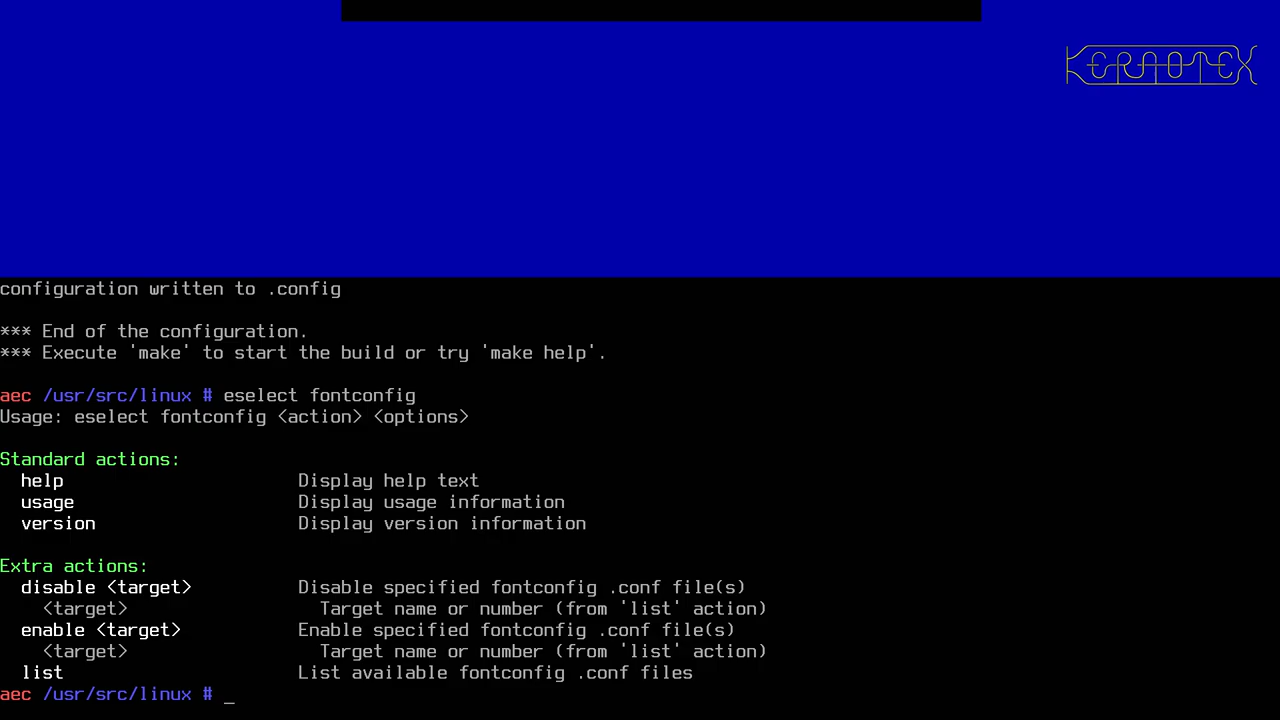 KERAOTEX
configuration written to .config
*** End of the configuration.
*** Execute 'make' to start the build or try 'make help'.
aec /usr/src/linux # eselect fontconfig
Usage: eselect fontconfig <action> <options>
Standard actions:
help Display help text
usage Display usage information
version Display version information
Extra actions:
disable <target> Disable specified fontconfig .conf file(s)
<target> Target name or number (from 'list' action)
enable <target> Enable specified fontconfig .conf file(s)
<target> Target name or number (from 'list' action)
list List available fontconfig .conf files
aec /usr/src/linux # _